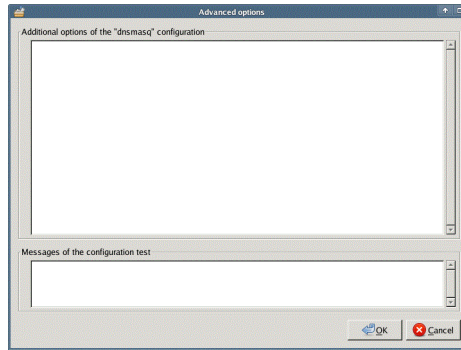 Advanced options
Additional options of the "dnsmasq" configuration
Messages of the configuration test
OK
Cancel